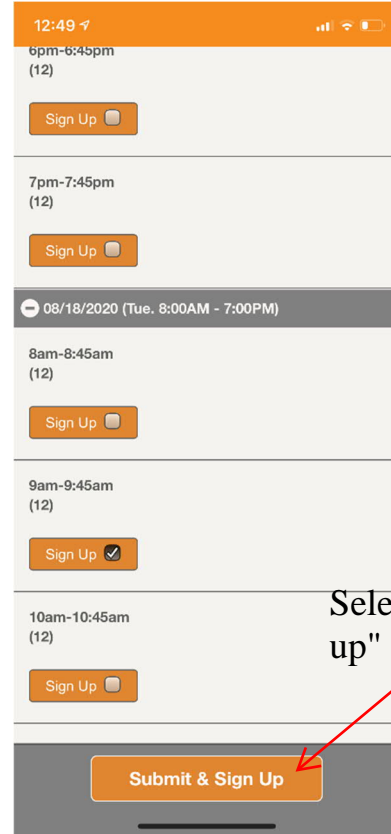 12:49
6pm-6:45pm
(12)
Sign Up
7pm-7:45pm
(12)
Sign Up
08/18/2020 (Tue. 8:00AM - 7:00PM)
8am-8:45am
(12)
Sign Up
9am-9:45am
(12)
Sign Up
10am-10:45am
(12)
Sign Up
Sele
up"
Submit & Sign Up